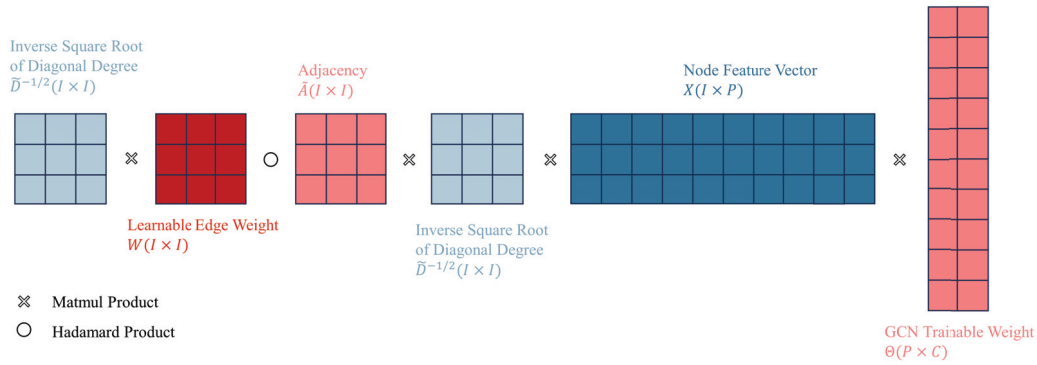 Inverse Square Root
of Diagonal Degree
D̃⁻¹/²(I × I)
Adjacency
Ã(I × I)
Node Feature Vector
X(I × P)
Learnable Edge Weight
W(I × I)
Inverse Square Root
of Diagonal Degree
D̃⁻¹/²(I × I)
Matmul Product
Hadamard Product
GCN Trainable Weight
Θ(P × C)